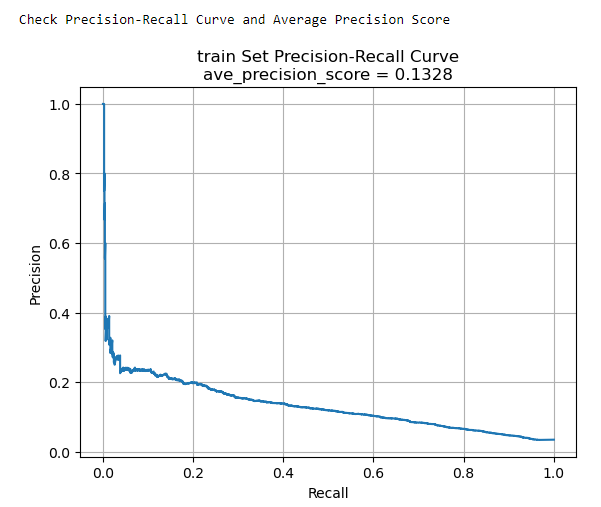 Check Precision-Recall Curve and Average Precision Score
train Set Precision-Recall Curve
ave_precision_score = 0.1328
1.0
0.8
0.6
0.4
0.2
0.0
Precision
0.0 0.2 0.4 0.6 0.8 1.0
Recall